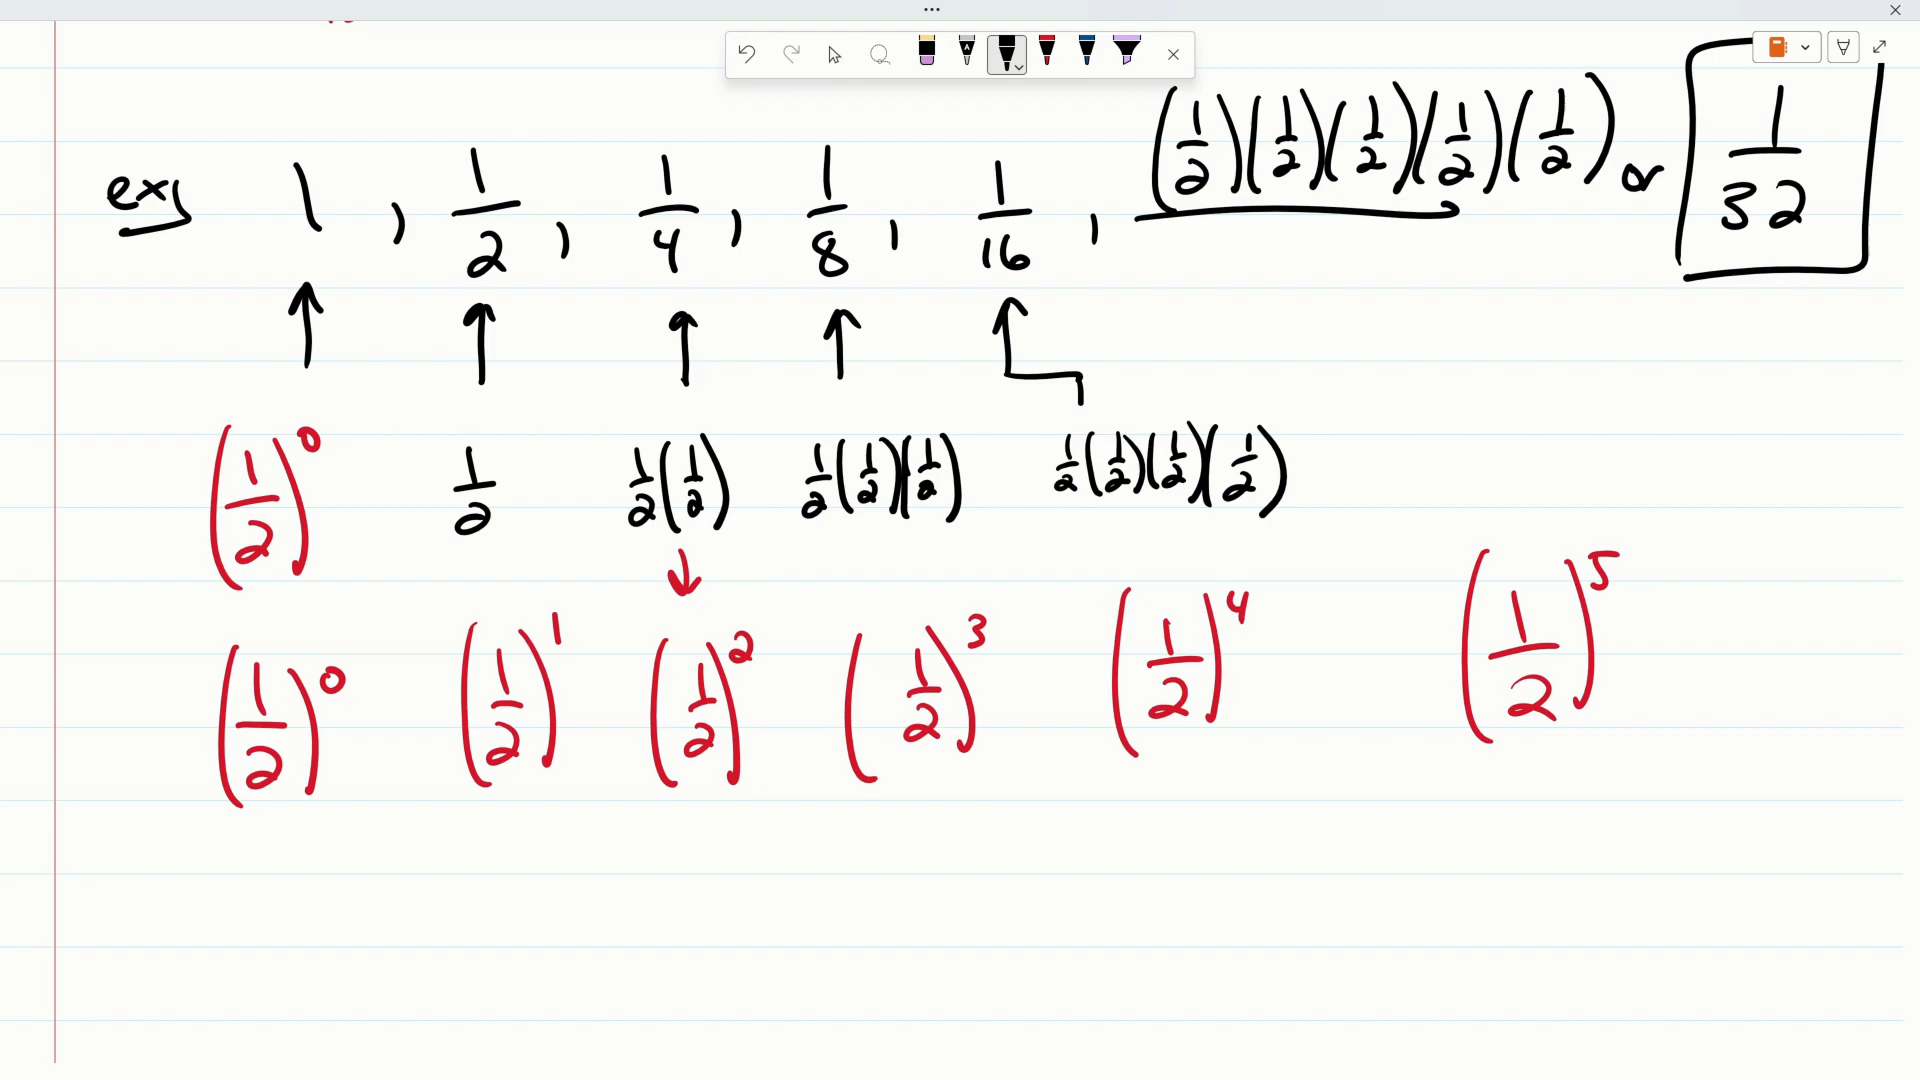 ex) 1, 1/2, 1/4, 1/8, 1/16, (1/2)(1/2)(1/2)(1/2)(1/2) or 1/32
(1/2)^0 1/2 1/2(1/2) 1/2(1/2)(1/2) 1/2(1/2)(1/2)(1/2)
(1/2)^0 (1/2)^1 (1/2)^2 (1/2)^3 (1/2)^4 (1/2)^5